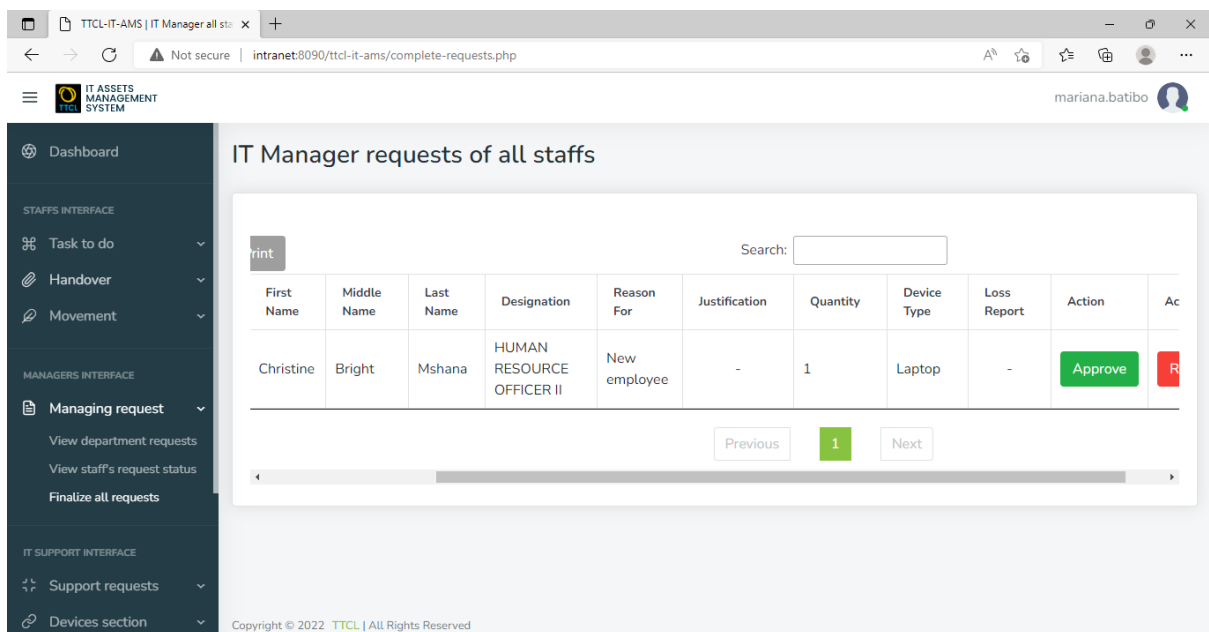 TTCL-IT-AMS | IT Manager all sta
Not secure
intranet:8090/ttcl-it-ams/complete-requests.php
TTCL
IT ASSETS
MANAGEMENT
SYSTEM
mariana.batibo
Dashboard
STAFFS INTERFACE
Task to do
Handover
Movement
MANAGERS INTERFACE
Managing request
View department requests
View staff's request status
Finalize all requests
IT SUPPORT INTERFACE
Support requests
Devices section
IT Manager requests of all staffs
rint
Search:
First Name Middle Name Last Name Designation Reason For Justification Quantity Device Type Loss Report Action Ac
Christine Bright Mshana HUMAN RESOURCE OFFICER II New employee - 1 Laptop - Approve R
Previous 1 Next
Copyright © 2022 TTCL | All Rights Reserved